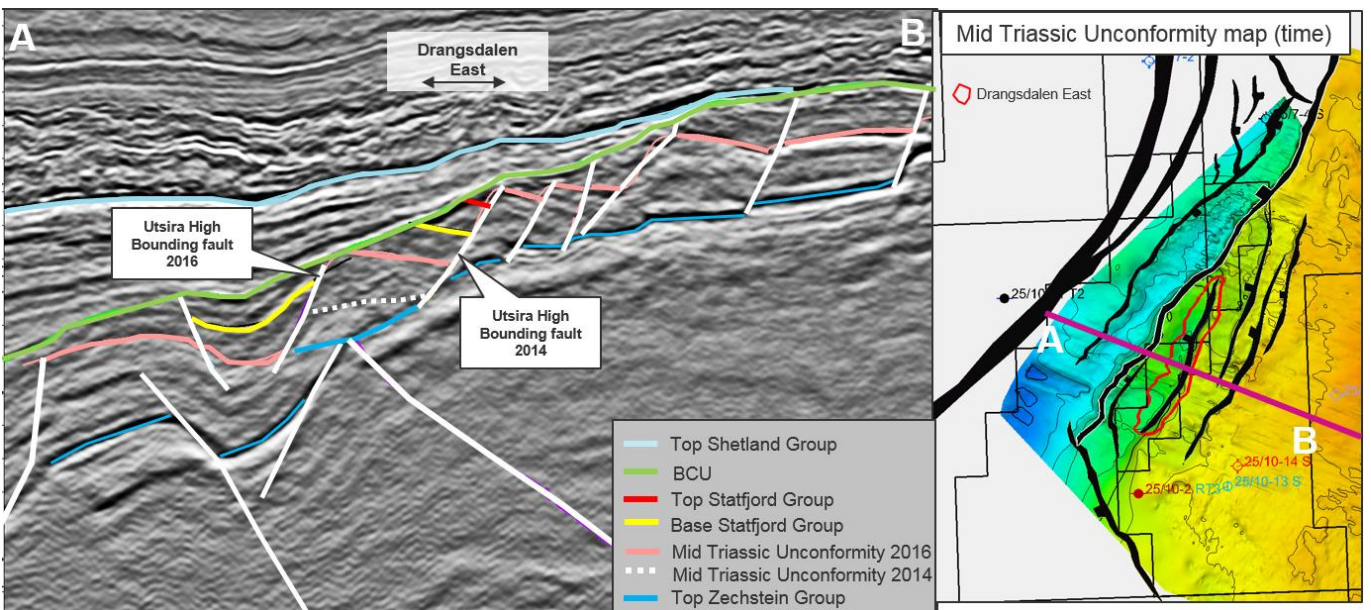 A
B
Drangsdalen
East
Utsira High
Bounding fault
2016
Utsira High
Bounding fault
2014
Top Shetland Group
BCU
Top Statfjord Group
Base Statfjord Group
Mid Triassic Unconformity 2016
Mid Triassic Unconformity 2014
Top Zechstein Group
Mid Triassic Unconformity map (time)
Drangsdalen East
A
B
25/10-14 S
25/10-2
RT3
25/10-13 S